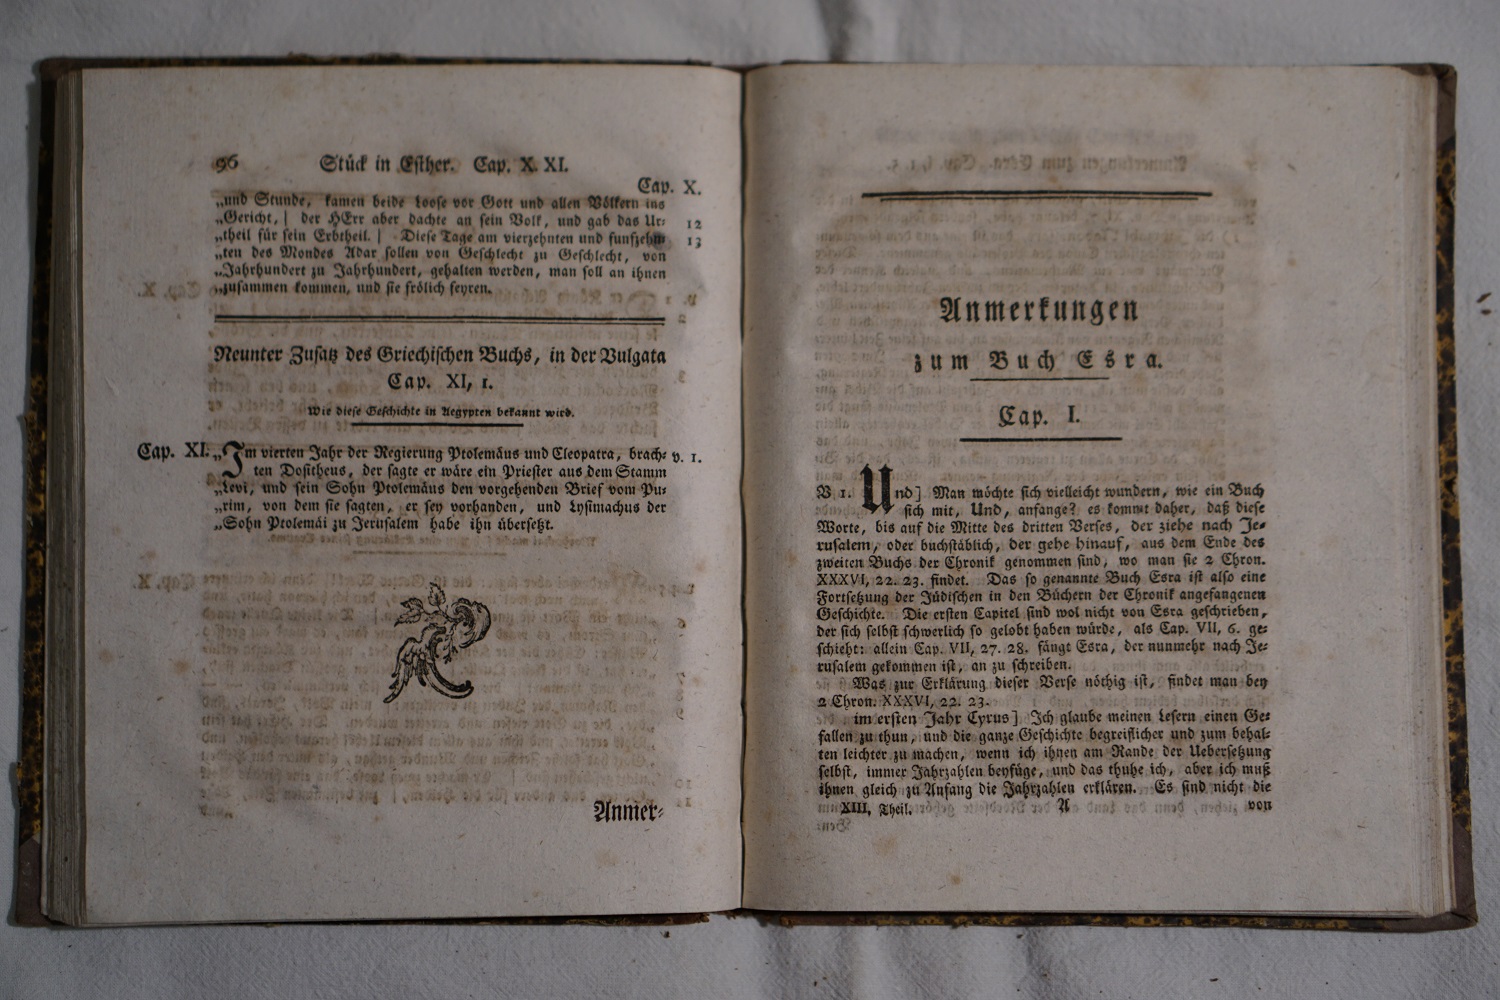 96 Stück in Esther. Cap. X. XI.
Cap. X.
„und Stunde, kamen beide Loose vor Gott und allen Völkern ins
„Gericht, | der HErr aber dachte an sein Volk, und gab das Ur- 12
„theil für sein Erbtheil. | Diese Tage am vierzehnten und funfzehn- 13
„ten des Mondes Adar sollen von Geschlecht zu Geschlecht, von
„Jahrhundert zu Jahrhundert, gehalten werden, man soll an ihnen
„zusammen kommen, und sie frölich feyren.
Neunter Zusatz des Griechischen Buchs, in der Vulgata
Cap. XI, 1.
Wie diese Geschichte in Aegypten bekannt wird.
Cap. XI. „Im vierten Jahr der Regierung Ptolemäus und Cleopatra, brach- v. 1.
ten Dositheus, der sagte er wäre ein Priester aus dem Stamm
„Levi, und sein Sohn Ptolemäus den vorgehenden Brief vom Pu-
„rim, von dem sie sagten, er sey vorhanden, und Lysimachus der
„Sohn Ptolemäi zu Jerusalem habe ihn übersetzt.
Anmer-
Anmerkungen
zum Buch Esra.
Cap. I.
V 1. Und] Man möchte sich vielleicht wundern, wie ein Buch
sich mit, Und, anfange? es kommt daher, daß diese
Worte, bis auf die Mitte des dritten Verses, der ziehe nach Je-
rusalem, oder buchstäblich, der gehe hinauf, aus dem Ende des
zweiten Buchs der Chronik genommen sind, wo man sie 2 Chron.
XXXVI, 22. 23. findet. Das so genannte Buch Esra ist also eine
Fortsetzung der Jüdischen in den Büchern der Chronik angefangenen
Geschichte. Die ersten Capitel sind wol nicht von Esra geschrieben,
der sich selbst schwerlich so gelobt haben würde, als Cap. VII, 6. ge-
schieht: allein Cap. VII, 27. 28. fängt Esra, der nunmehr nach Je-
rusalem gekommen ist, an zu schreiben.
Was zur Erklärung dieser Verse nöthig ist, findet man bey
2 Chron. XXXVI, 22. 23.
im ersten Jahr Cyrus] Ich glaube meinen Lesern einen Ge-
fallen zu thun, und die ganze Geschichte begreiflicher und zum behal-
ten leichter zu machen, wenn ich ihnen am Rande der Uebersetzung
selbst, immer Jahrzahlen beyfüge, und das thuhe ich, aber ich muß
ihnen gleich zu Anfang die Jahrzahlen erklären. Es sind nicht die
XIII. Theil. A von